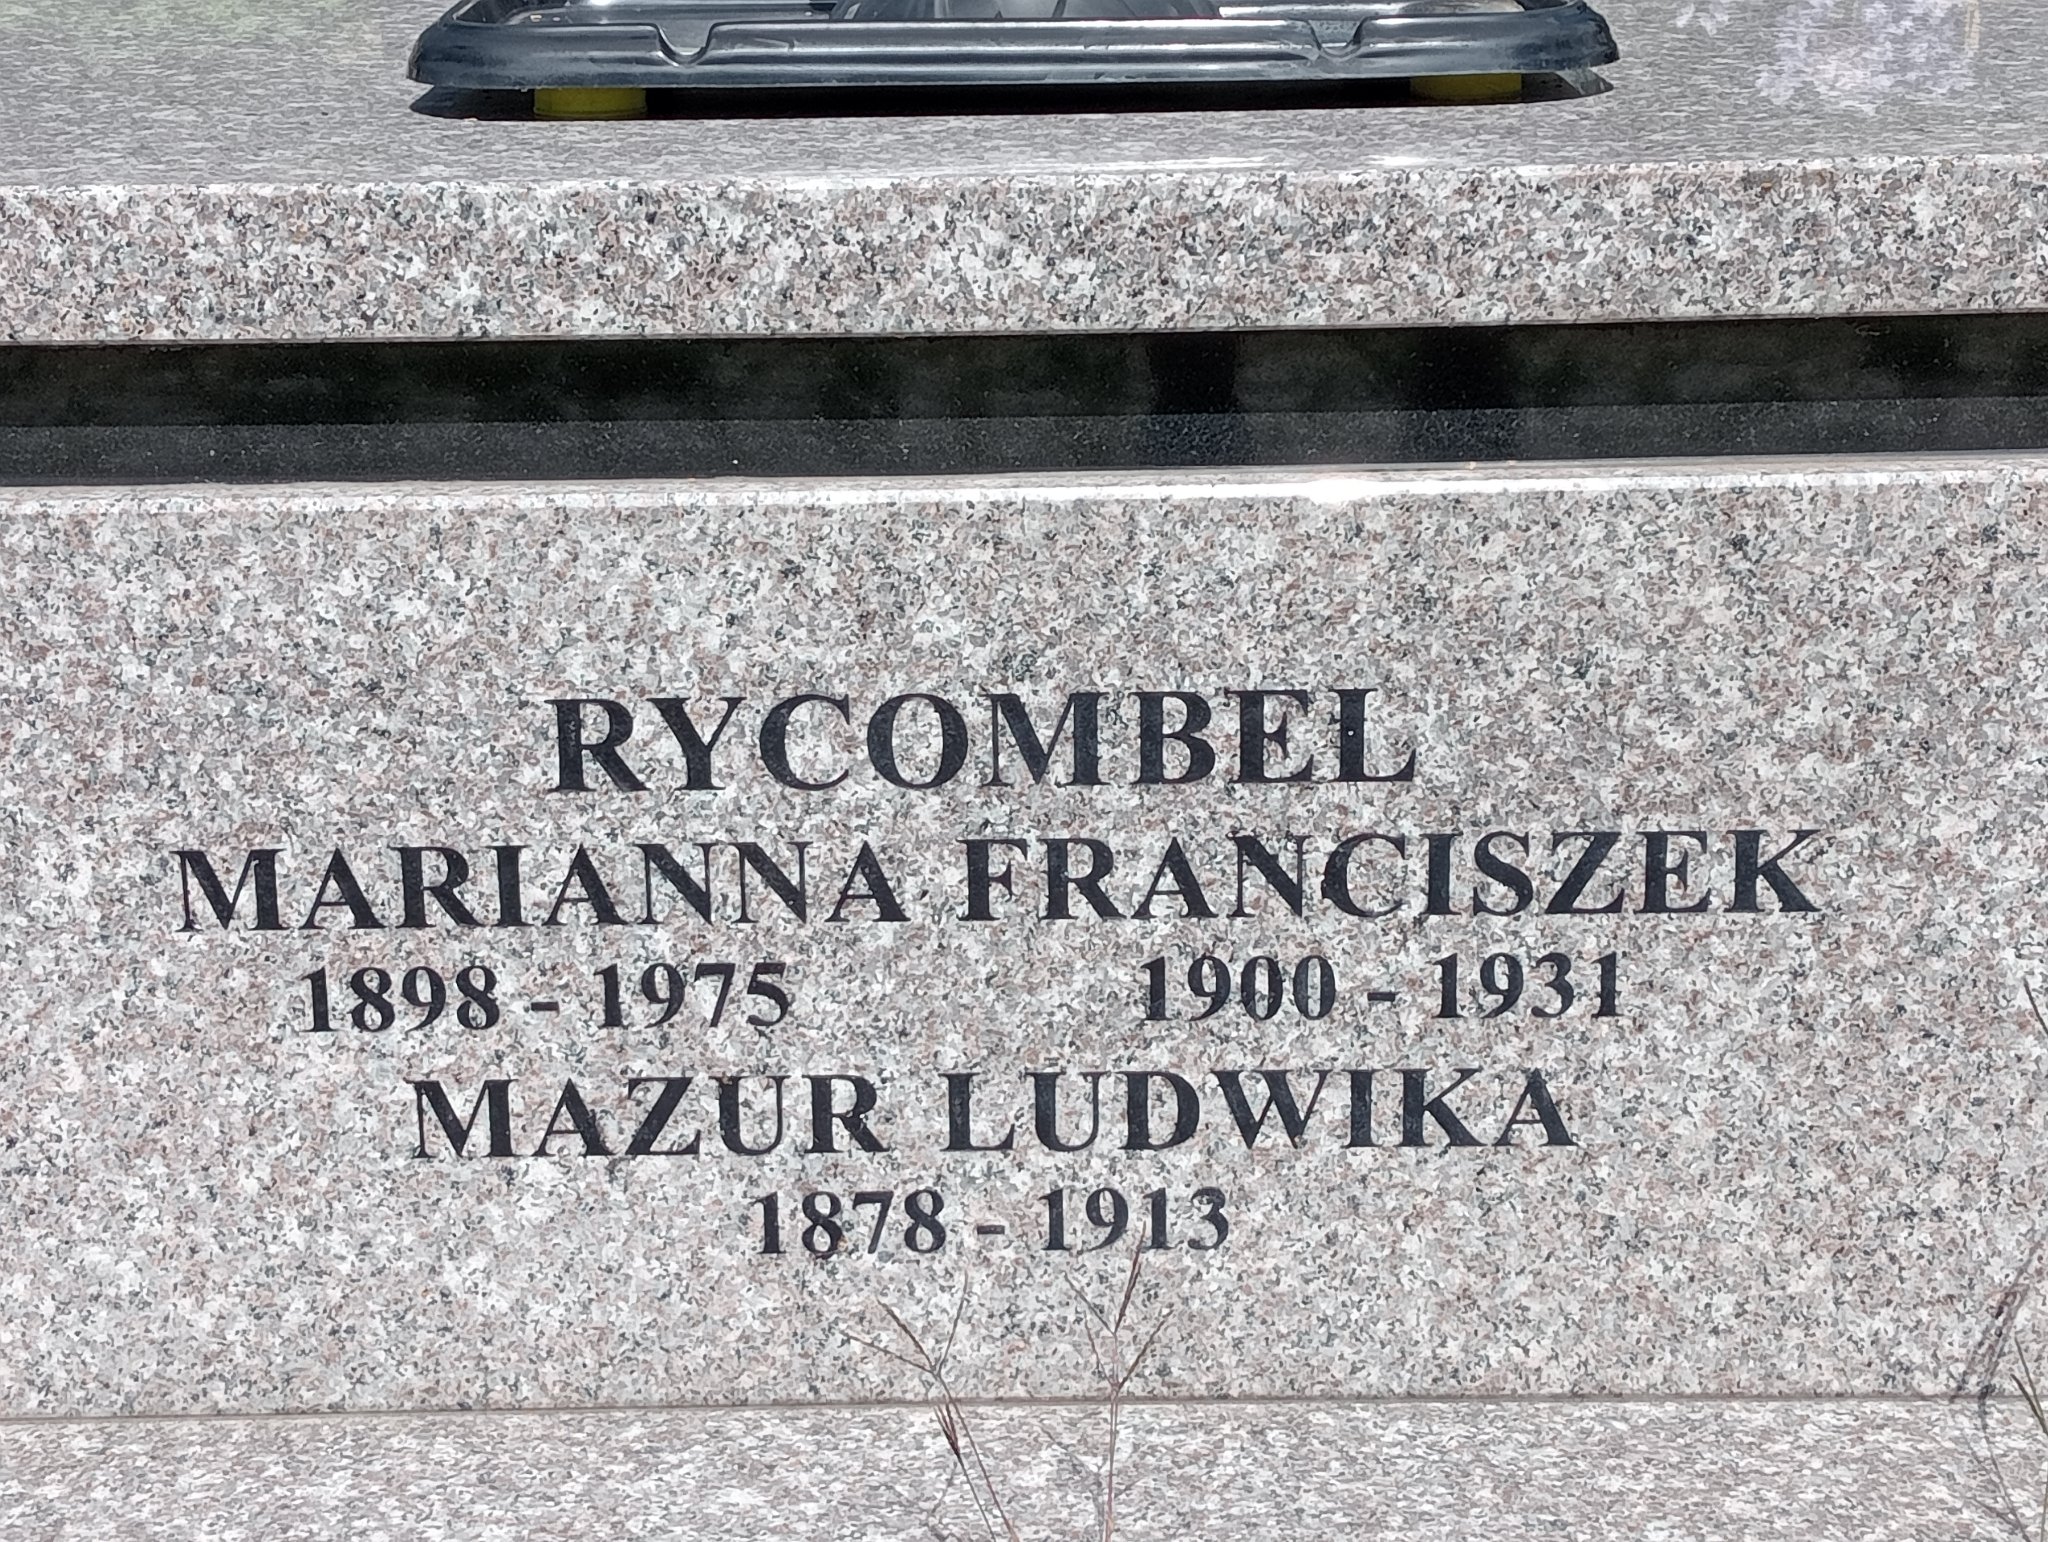 RYCOMBEL
MARIANNA FRANCISZEK
1898 - 1975 1900 - 1931
MAZUR LUDWIKA
1878 - 1913